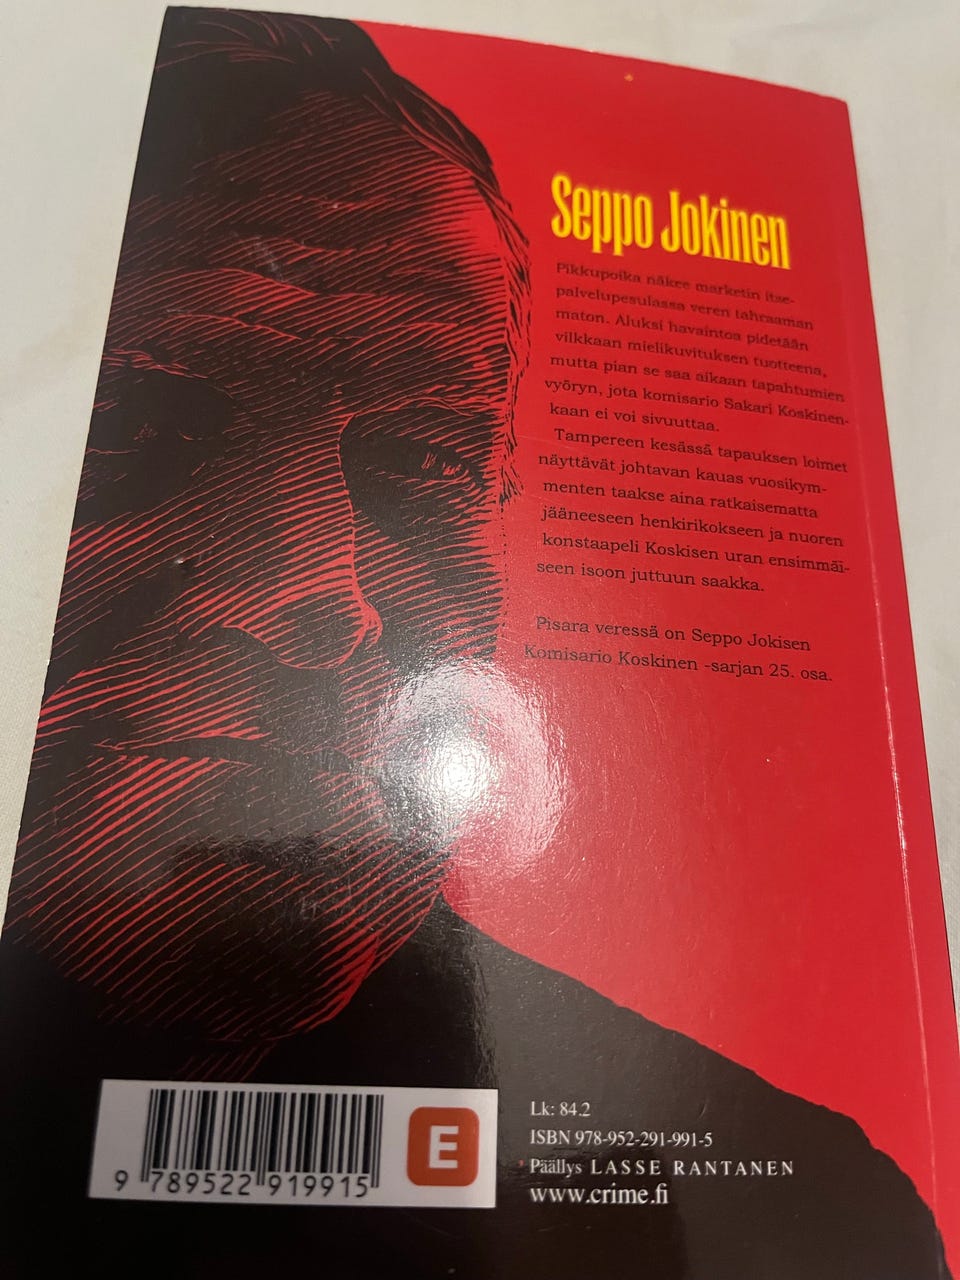 Seppo Jokinen
Pikkupoika näkee marketin itse-
palvelupesulassa veren tahraaman
maton. Aluksi havaintoa pidetään
vilkkaan mielikuvituksen tuotteena,
mutta pian se saa aikaan tapahtumien
vyöryn, jota komisario Sakari Koskinen-
kaan ei voi sivuuttaa.
Tampereen kesässä tapauksen loimet
näyttävät johtavan kauas vuosikym-
menten taakse aina ratkaisematta
jääneeseen henkirikokseen ja nuoren
konstaapeli Koskisen uran ensimmäi-
seen isoon juttuun saakka.
Pisara veressä on Seppo Jokisen
Komisario Koskinen -sarjan 25. osa.
E
9 789522 919915
Lk: 84.2
ISBN 978-952-291-991-5
Päällys LASSE RANTANEN
www.crime.fi